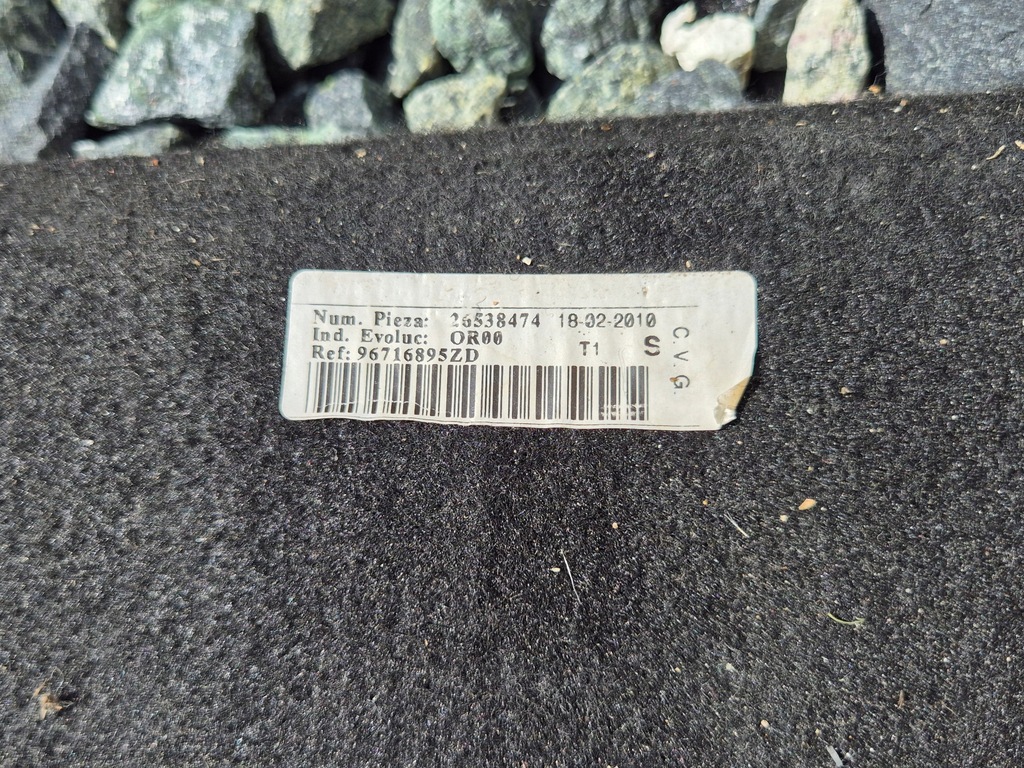 Num. Pieza: 26538474 18-02-2010
Ind. Evoluc: OR00 T1 S
Ref: 96716895ZD
C.V.G.